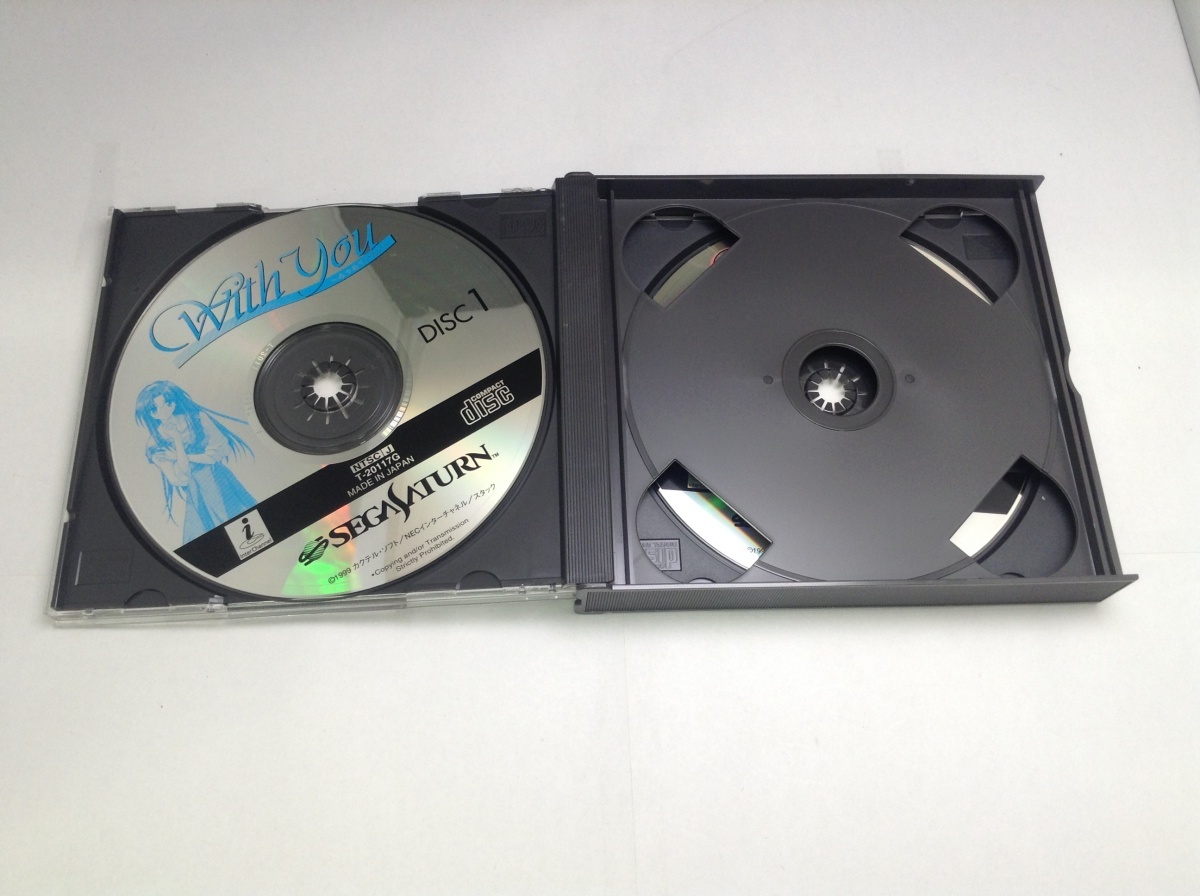 With You
DISC 1
COMPACT
disc
NTSC J
T-20117G
MADE IN JAPAN
SEGA SATURN™
i
InterChannel
©1999 カクテル・ソフト/NECインターチャネル/スタック
•Copying and/or Transmission
Strictly Prohibited.